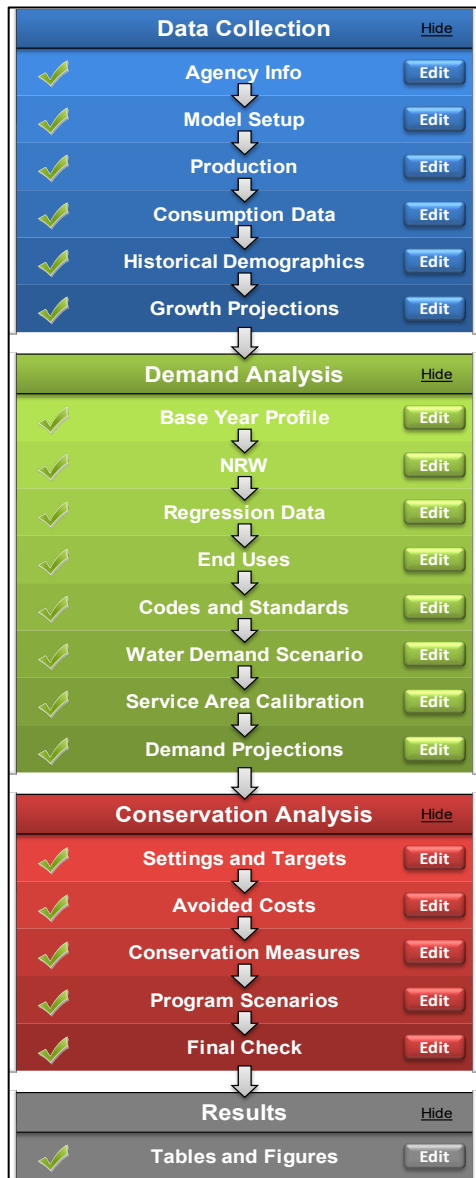 Data Collection Hide
Agency Info Edit
Model Setup Edit
Production Edit
Consumption Data Edit
Historical Demographics Edit
Growth Projections Edit
Demand Analysis Hide
Base Year Profile Edit
NRW Edit
Regression Data Edit
End Uses Edit
Codes and Standards Edit
Water Demand Scenario Edit
Service Area Calibration Edit
Demand Projections Edit
Conservation Analysis Hide
Settings and Targets Edit
Avoided Costs Edit
Conservation Measures Edit
Program Scenarios Edit
Final Check Edit
Results Hide
Tables and Figures Edit